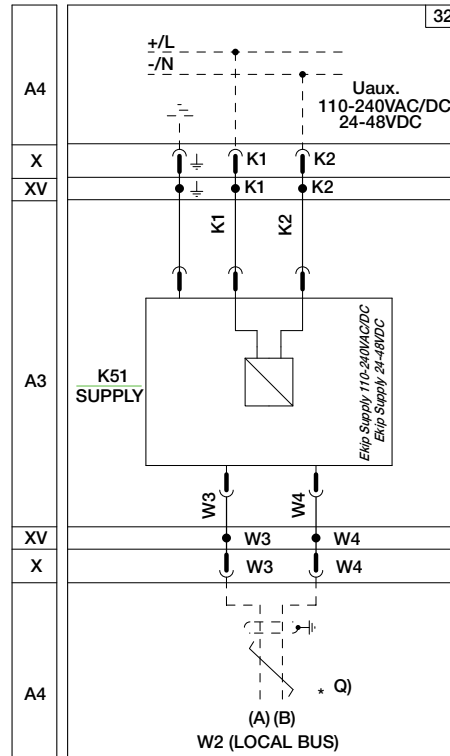 32
+/L
-/N
A4
Uaux.
110-240VAC/DC
24-48VDC
X K1 K2
XV K1 K2
K1 K2
A3
K51
SUPPLY
Ekip Supply 110-240VAC/DC
Ekip Supply 24-48VDC
W3 W4
XV W3 W4
X W3 W4
A4
* Q)
(A) (B)
W2 (LOCAL BUS)